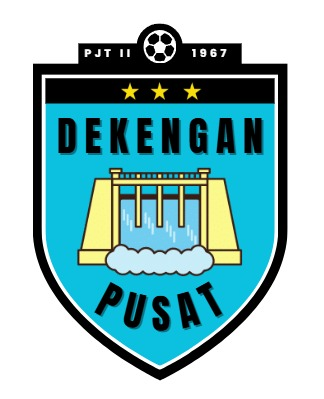 PJT II 1967
DEKENGAN
PUSAT